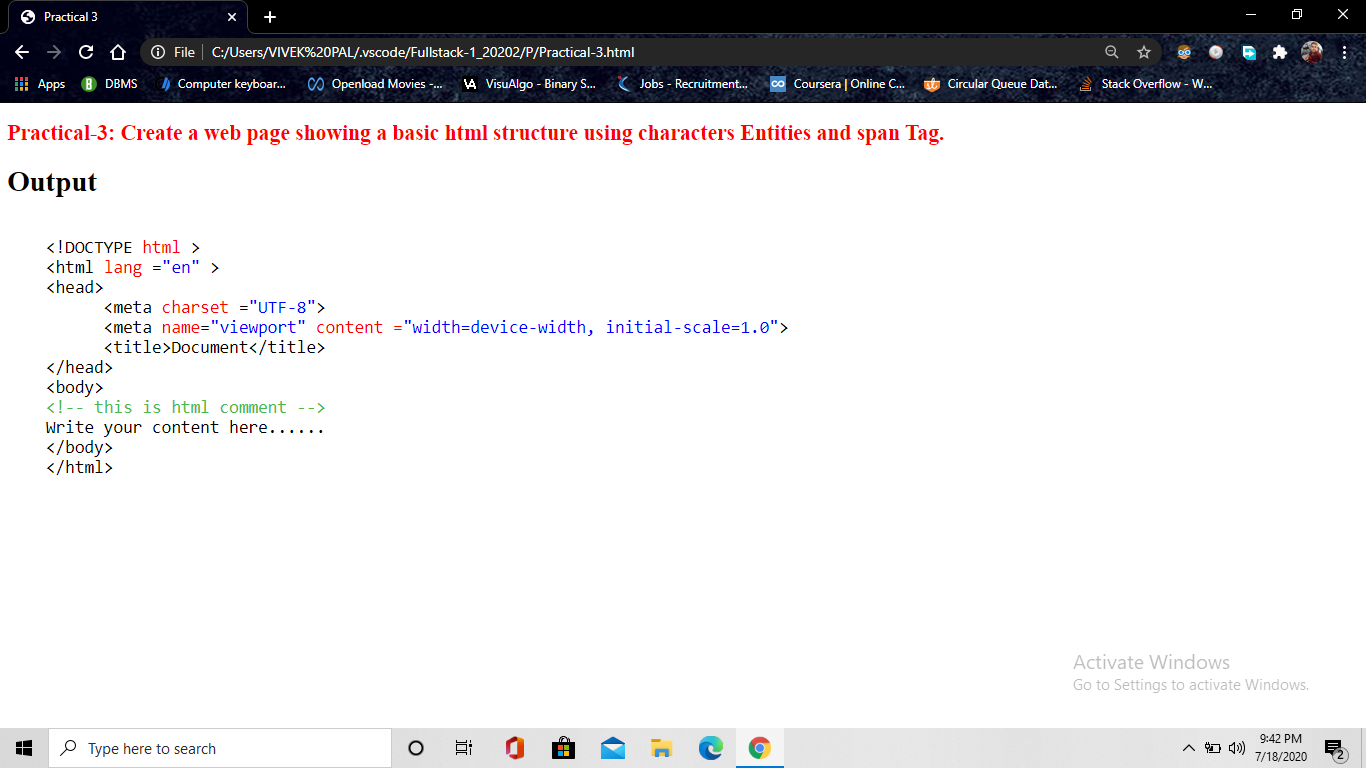 Practical 3
File C:/Users/VIVEK%20PAL/.vscode/Fullstack-1_20202/P/Practical-3.html
Apps DBMS Computer keyboar... Openload Movies -... VisuAlgo - Binary S... Jobs - Recruitment... Coursera | Online C... Circular Queue Dat... Stack Overflow - W...
Practical-3: Create a web page showing a basic html structure using characters Entities and span Tag.
Output
<!DOCTYPE html >
<html lang ="en" >
<head>
<meta charset ="UTF-8">
<meta name="viewport" content ="width=device-width, initial-scale=1.0">
<title>Document</title>
</head>
<body>
<!-- this is html comment -->
Write your content here......
</body>
</html>
Activate Windows
Go to Settings to activate Windows.
Type here to search
9:42 PM
7/18/2020
2